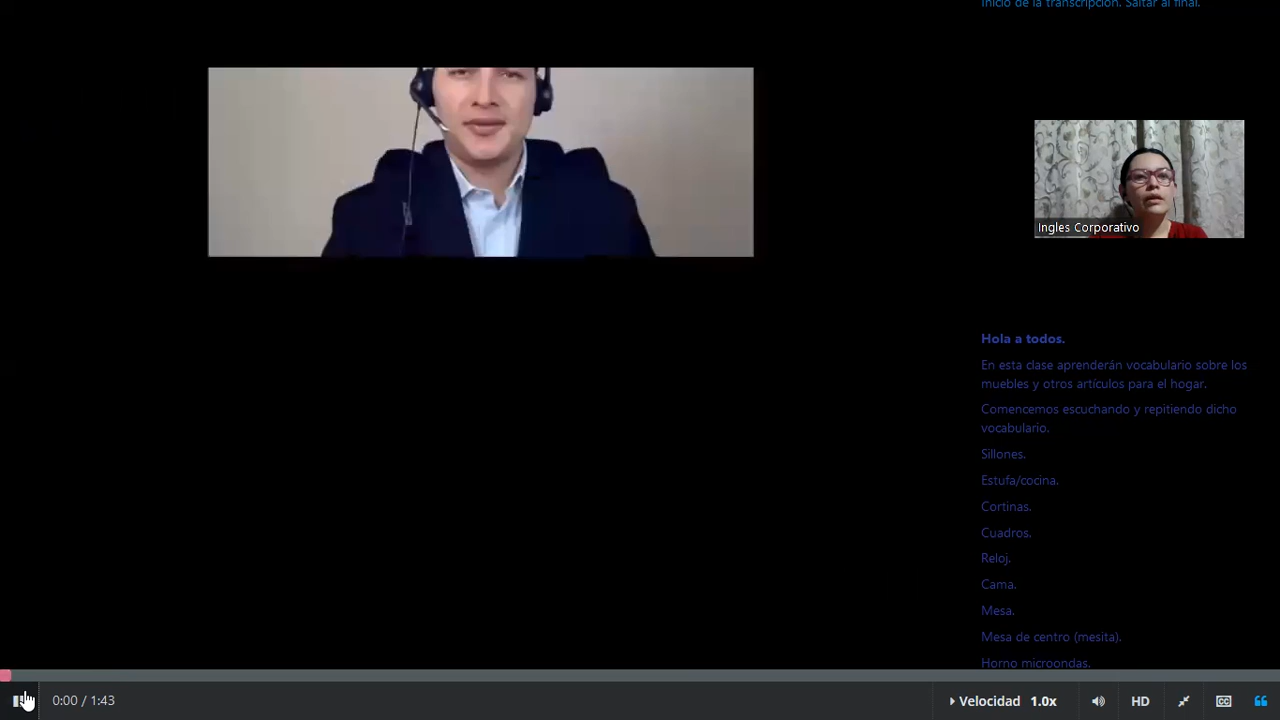 Inicio de la transcripción. Saltar al final.
Ingles Corporativo
Hola a todos.
En esta clase aprenderán vocabulario sobre los
muebles y otros artículos para el hogar.
Comencemos escuchando y repitiendo dicho
vocabulario.
Sillones.
Estufa/cocina.
Cortinas.
Cuadros.
Reloj.
Cama.
Mesa.
Mesa de centro (mesita).
Horno microondas.
0:00 / 1:43
Velocidad 1.0x
HD
CC